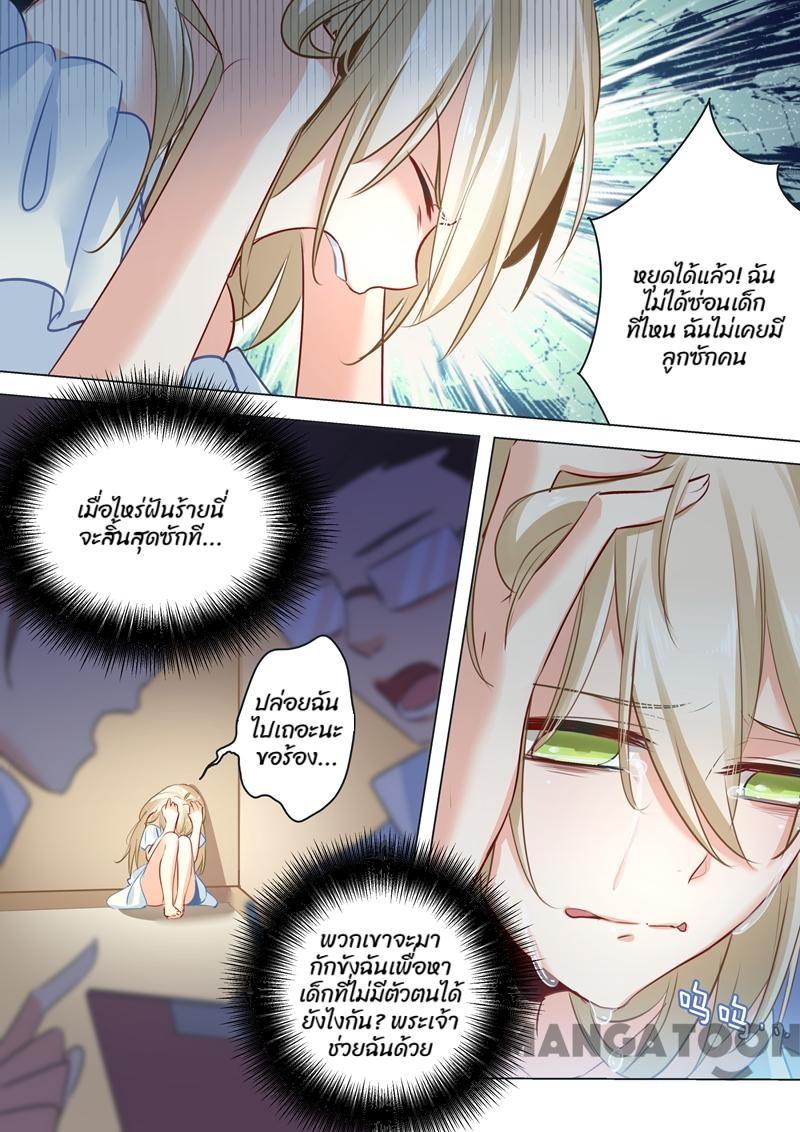 หยุดได้แล้ว! ฉัน
ไม่ได้ซ่อนเด็ก
ที่ไหน ฉันไม่เคยมี
ลูกซักคน
เมื่อไหร่ฝันร้ายนี่
จะสิ้นสุดซักที...
ปล่อยฉัน
ไปเถอะนะ
ขอร้อง...
พวกเขาจะมา
กักขังฉันเพื่อหา
เด็กที่ไม่มีตัวตนได้
ยังไงกัน? พระเจ้า
ช่วยฉันด้วย
呜呜...
MANGATOON